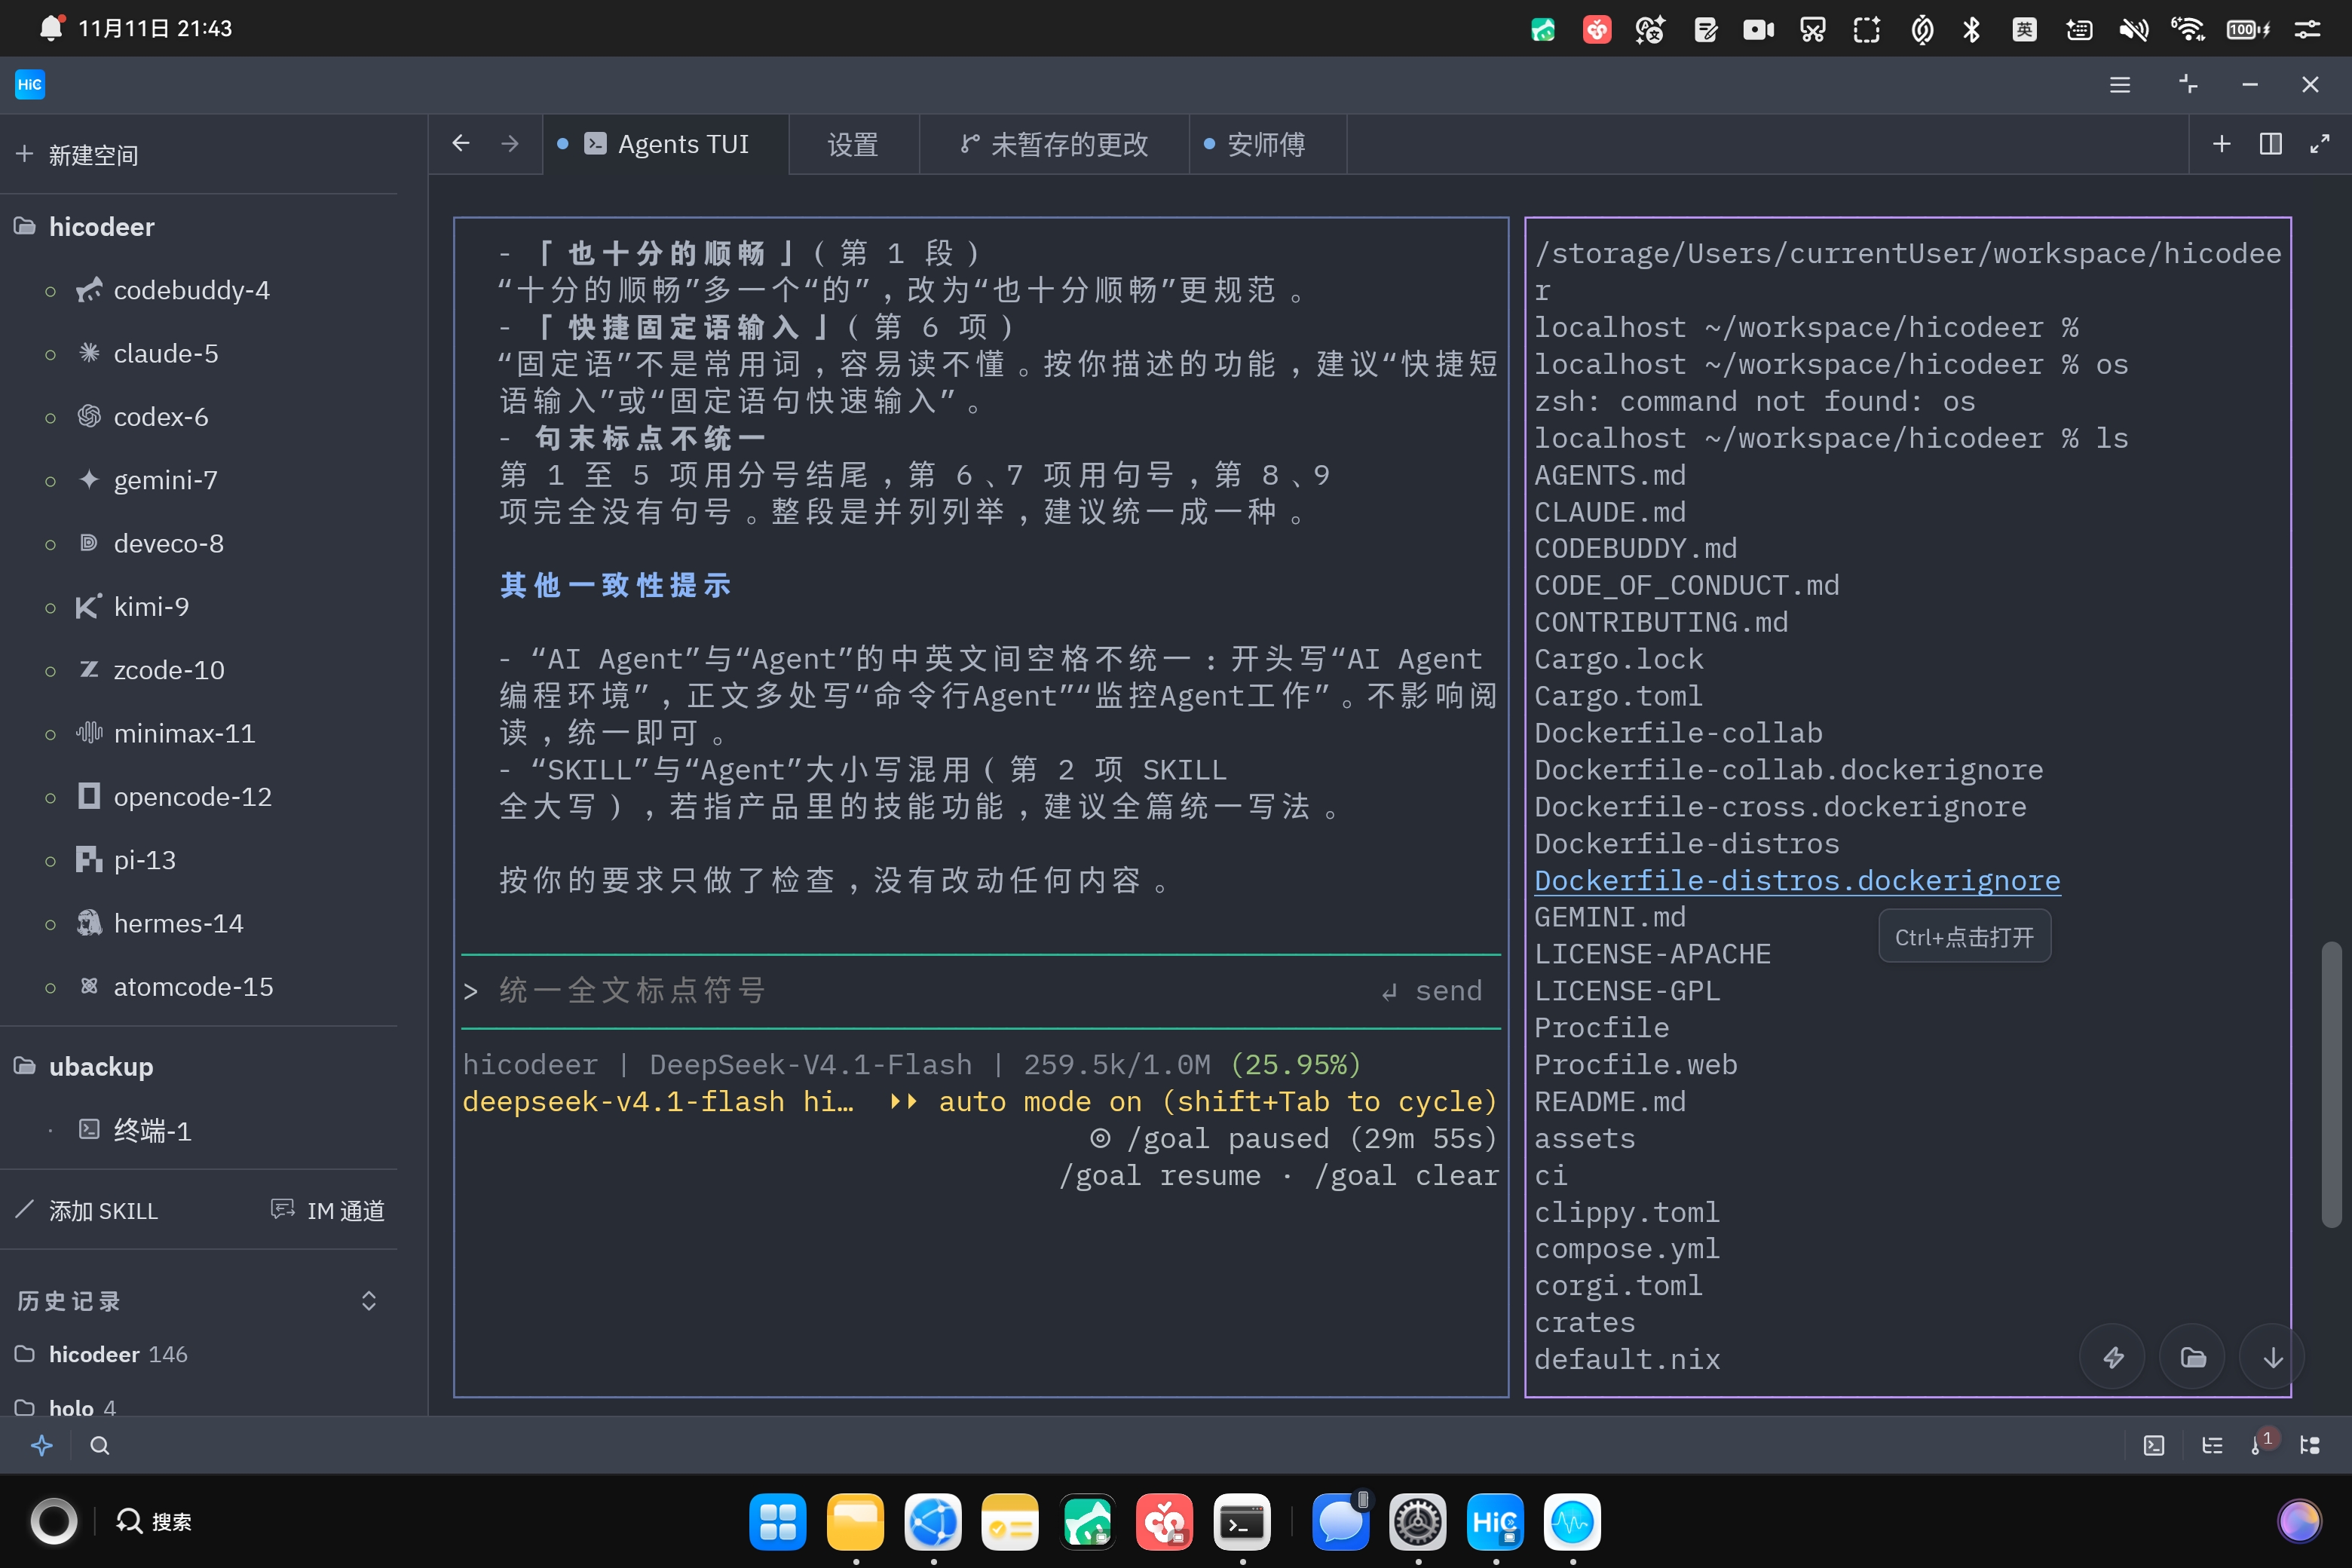 11月11日 21:43
英
100
HiC
新建空间
Agents TUI
设置
未暂存的更改
安师傅
hicodeer
codebuddy-4
claude-5
codex-6
gemini-7
deveco-8
kimi-9
zcode-10
minimax-11
opencode-12
pi-13
hermes-14
atomcode-15
ubackup
终端-1
添加 SKILL
IM 通道
历史记录
hicodeer 146
holo 4
- 「也十分的顺畅」(第 1 段)
“十分的顺畅”多一个“的”,改为“也十分顺畅”更规范。
- 「快捷固定语输入」(第 6 项)
“固定语”不是常用词,容易读不懂。按你描述的功能,建议“快捷短
语输入”或“固定语句快速输入”。
- 句末标点不统一
第 1 至 5 项用分号结尾,第 6、7 项用句号,第 8、9
项完全没有句号。整段是并列列举,建议统一成一种。
其他一致性提示
- “AI Agent”与“Agent”的中英文间空格不统一:开头写“AI Agent
编程环境”,正文多处写“命令行Agent”“监控Agent工作”。不影响阅
读,统一即可。
- “SKILL”与“Agent”大小写混用(第 2 项 SKILL
全大写),若指产品里的技能功能,建议全篇统一写法。
按你的要求只做了检查,没有改动任何内容。
> 统一全文标点符号 ↵ send
hicodeer | DeepSeek-V4.1-Flash | 259.5k/1.0M (25.95%)
deepseek-v4.1-flash hi… ⏵⏵ auto mode on (shift+Tab to cycle)
◎ /goal paused (29m 55s)
/goal resume · /goal clear
/storage/Users/currentUser/workspace/hicodee
r
localhost ~/workspace/hicodeer %
localhost ~/workspace/hicodeer % os
zsh: command not found: os
localhost ~/workspace/hicodeer % ls
AGENTS.md
CLAUDE.md
CODEBUDDY.md
CODE_OF_CONDUCT.md
CONTRIBUTING.md
Cargo.lock
Cargo.toml
Dockerfile-collab
Dockerfile-collab.dockerignore
Dockerfile-cross.dockerignore
Dockerfile-distros
Dockerfile-distros.dockerignore
GEMINI.md
Ctrl+点击打开
LICENSE-APACHE
LICENSE-GPL
Procfile
Procfile.web
README.md
assets
ci
clippy.toml
compose.yml
corgi.toml
crates
default.nix
1
搜索
HiC